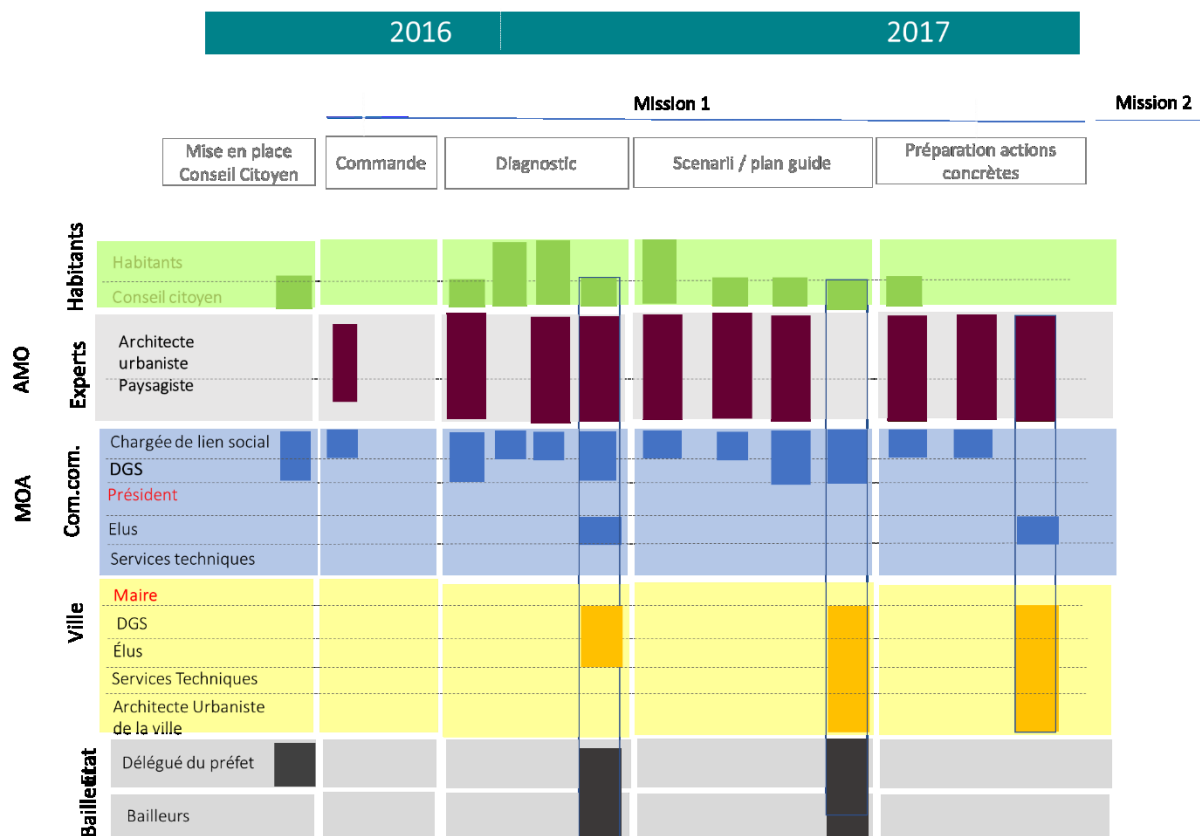 2016
2017
Mission 1
Mission 2
Mise en place
Conseil Citoyen
Commande
Diagnostic
Scenarii / plan guide
Préparation actions
concrètes
Habitants
Habitants
Conseil citoyen
AMO
Experts
Architecte
urbaniste
Paysagiste
MOA
Com.com.
Chargée de lien social
DGS
Président
Elus
Services techniques
Ville
Maire
DGS
Élus
Services Techniques
Architecte Urbaniste
de la ville
Etat
Délégué du préfet
Bailleurs